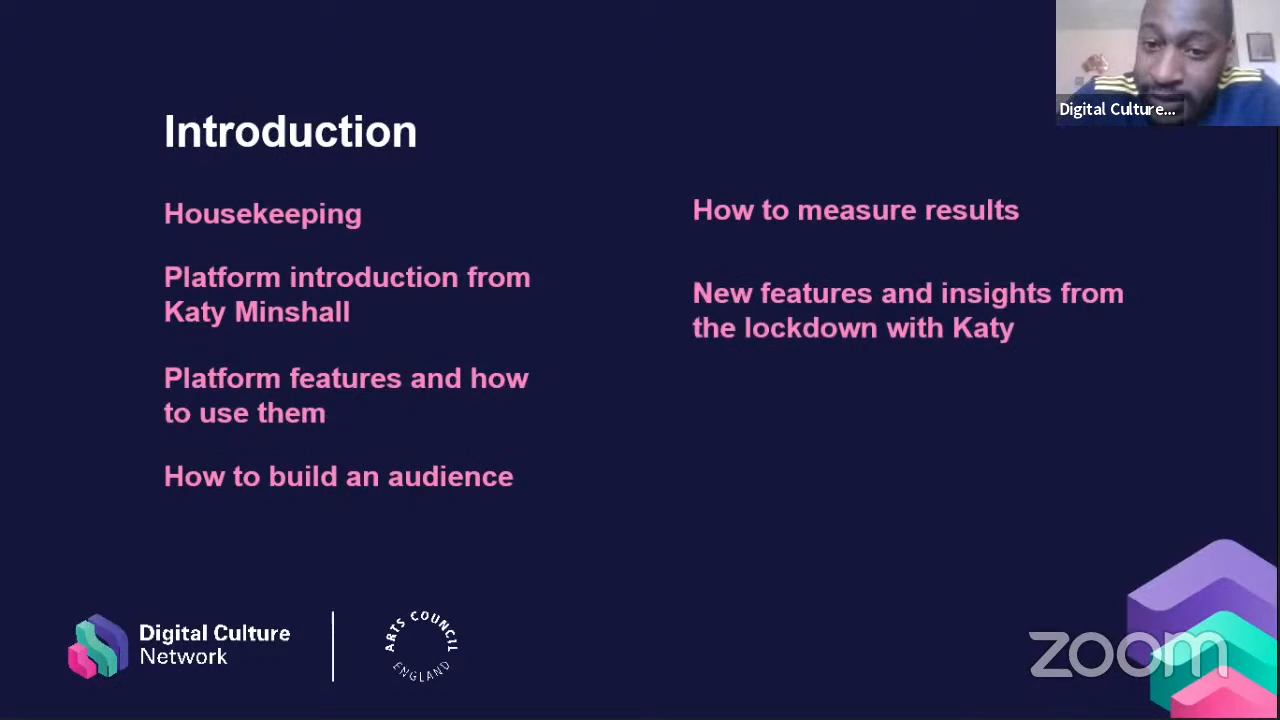 Introduction
Housekeeping
Platform introduction from
Katy Minshall
Platform features and how
to use them
How to build an audience
How to measure results
New features and insights from
the lockdown with Katy
Digital Culture...
Digital Culture
Network
ARTS COUNCIL
ENGLAND
zoom